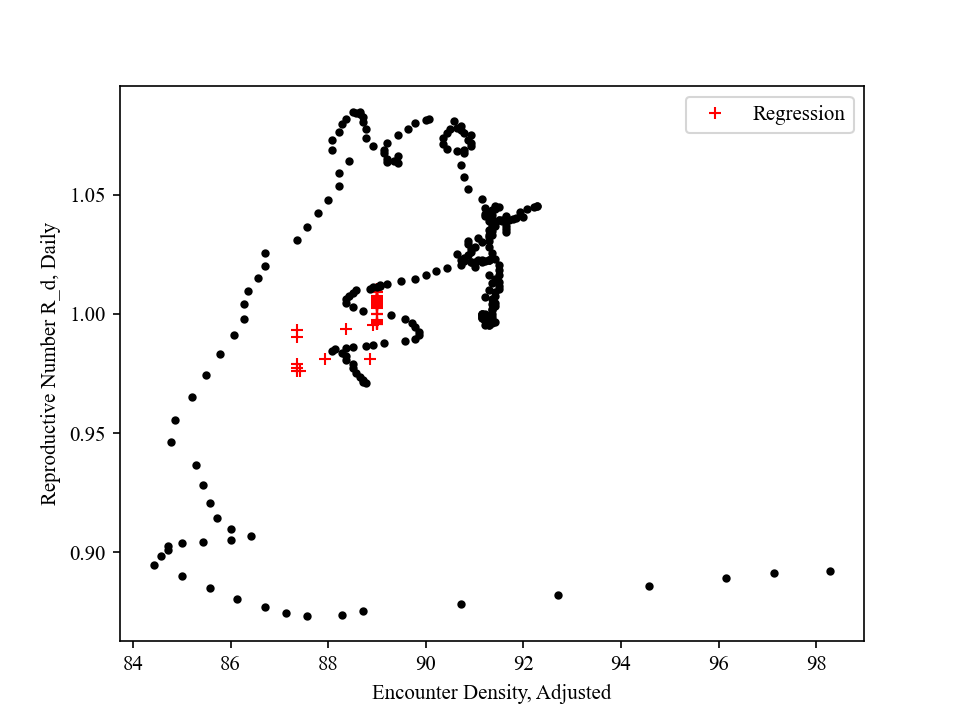 Regression
1.05
1.00
0.95
0.90
Reproductive Number R_d, Daily
84 86 88 90 92 94 96 98
Encounter Density, Adjusted